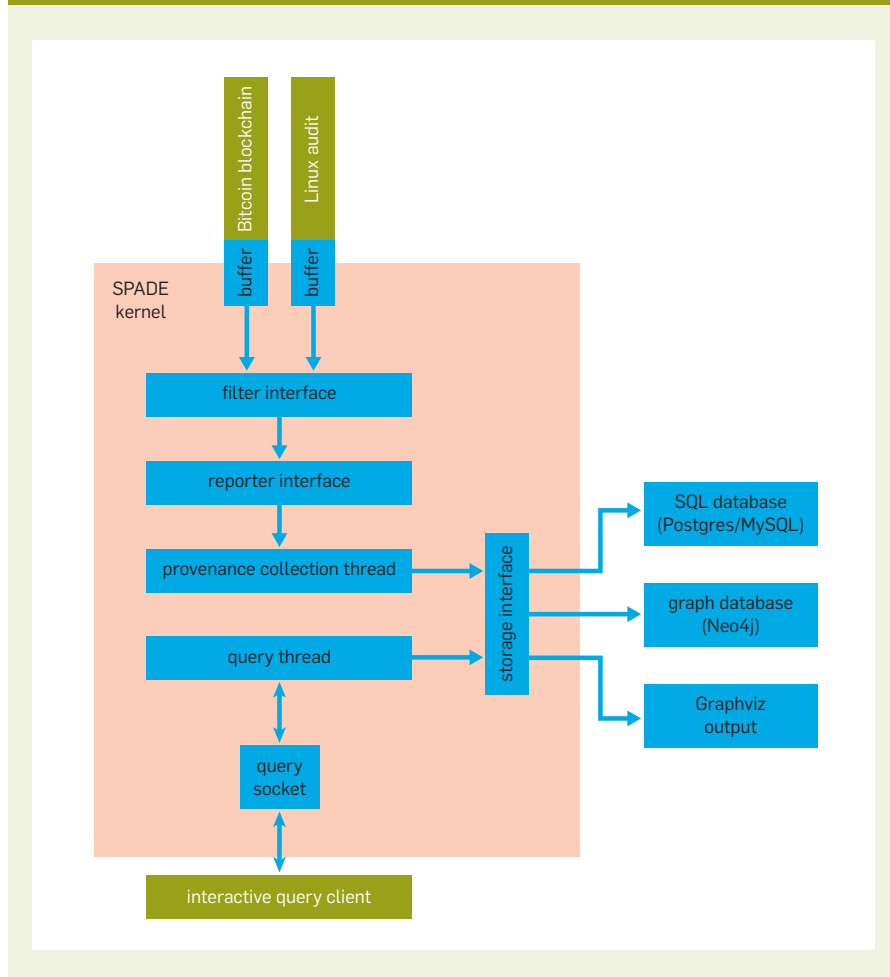 Bitcoin blockchain
Linux audit
buffer
buffer
SPADE
kernel
filter interface
reporter interface
provenance collection thread
query thread
storage interface
SQL database
(Postgres/MySQL)
graph database
(Neo4j)
Graphviz
output
query
socket
interactive query client